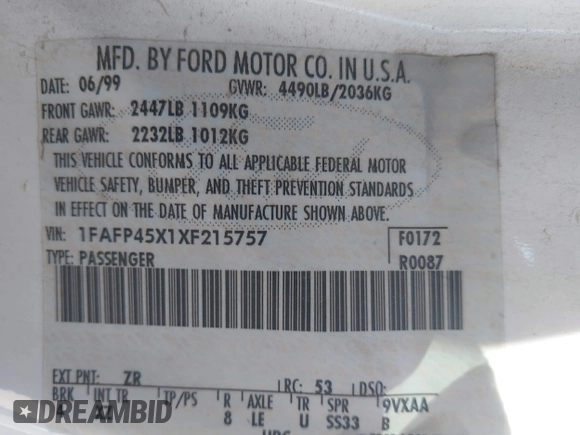 MFD. BY FORD MOTOR CO. IN U.S.A.
DATE: 06/99 GVWR: 4490LB/2036KG
FRONT GAWR: 2447LB 1109KG
REAR GAWR: 2232LB 1012KG
THIS VEHICLE CONFORMS TO ALL APPLICABLE FEDERAL MOTOR
VEHICLE SAFETY, BUMPER, AND THEFT PREVENTION STANDARDS
IN EFFECT ON THE DATE OF MANUFACTURE SHOWN ABOVE.
VIN: 1FAFP45X1XF215757 F0172
TYPE: PASSENGER R0087
EXT PNT: ZR RC: 53 DSO:
BRK INT TR TP/PS R AXLE TR SPR 9VXAA
4 8 LE U SS33 B
DREAMBID.COM